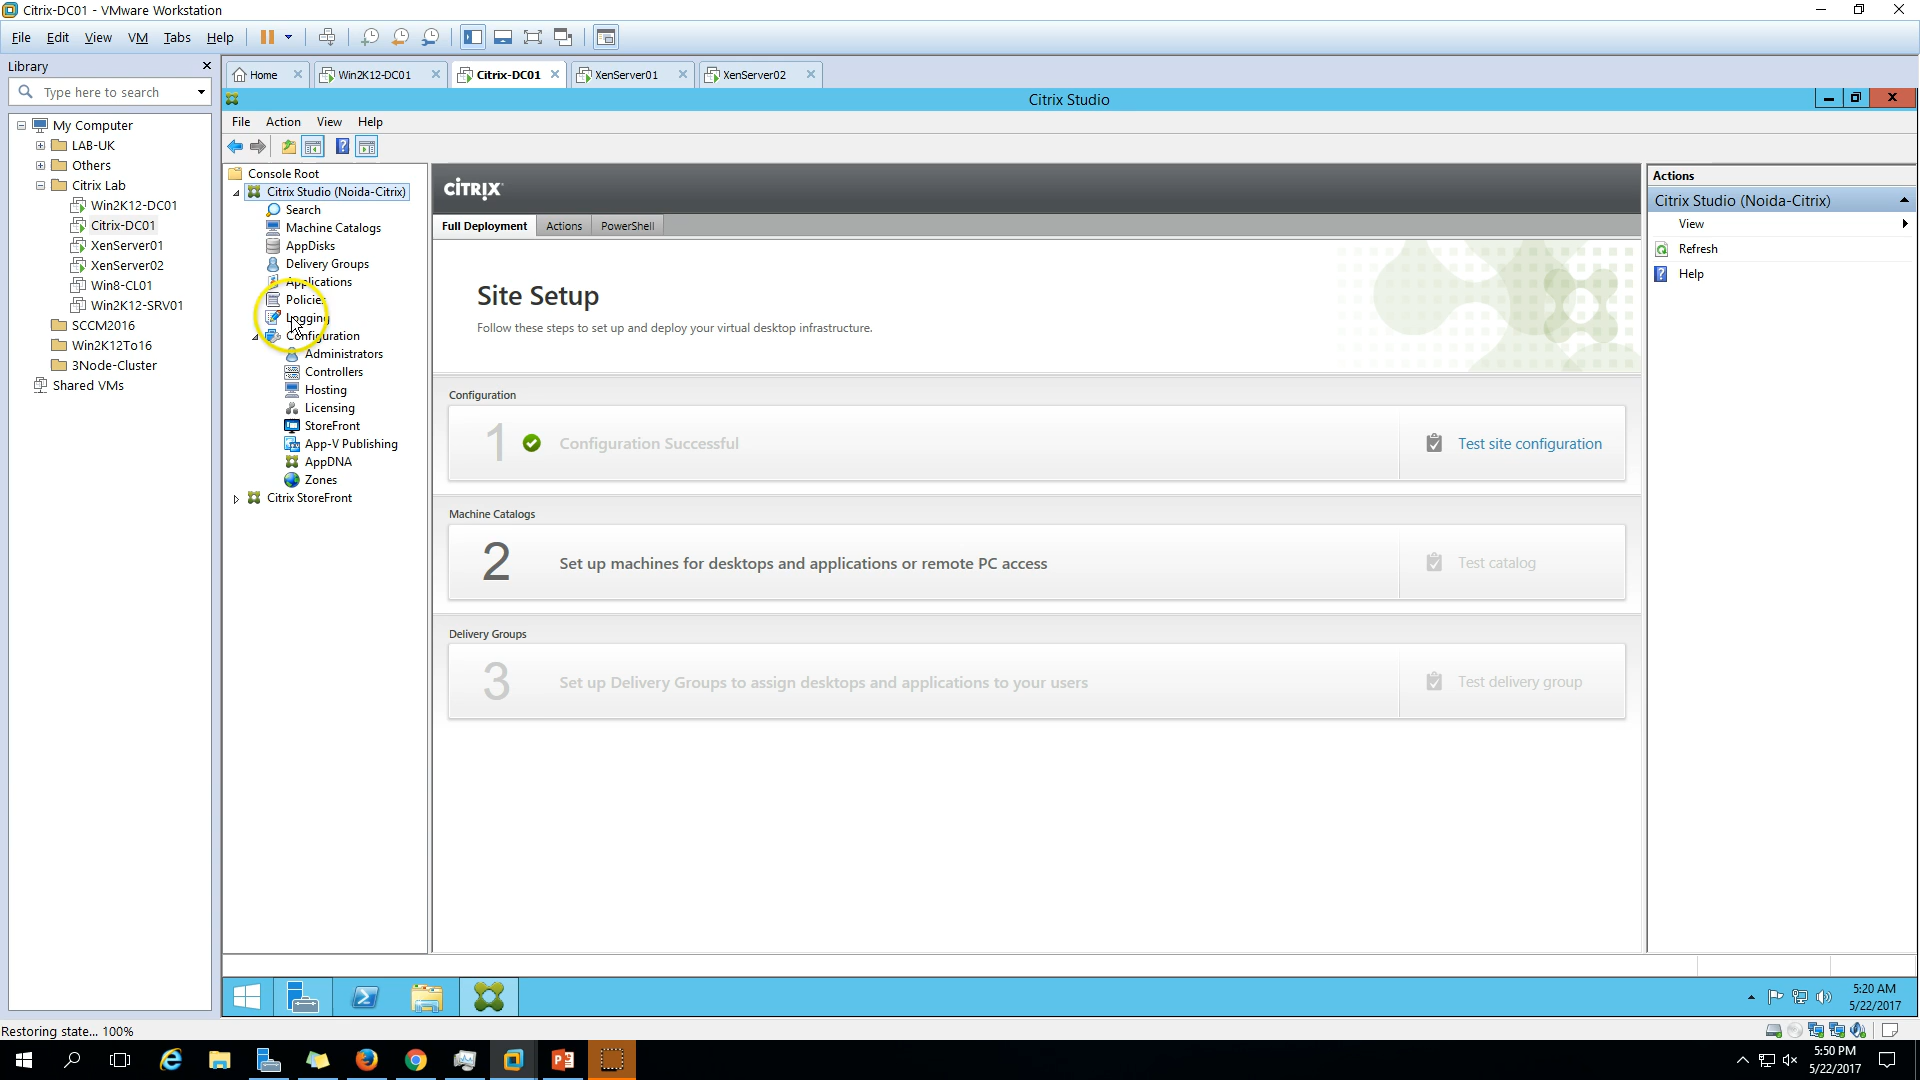 Citrix-DC01 - VMware Workstation
File Edit View VM Tabs Help
Library
Type here to search
My Computer
LAB-UK
Others
Citrix Lab
Win2K12-DC01
Citrix-DC01
XenServer01
XenServer02
Win8-CL01
Win2K12-SRV01
SCCM2016
Win2K12To16
3Node-Cluster
Shared VMs
Home Win2K12-DC01 Citrix-DC01 XenServer01 XenServer02
Citrix Studio
File Action View Help
Console Root
Citrix Studio (Noida-Citrix)
Search
Machine Catalogs
AppDisks
Delivery Groups
Applications
Policies
Logging
Configuration
Administrators
Controllers
Hosting
Licensing
StoreFront
App-V Publishing
AppDNA
Zones
Citrix StoreFront
CITRIX
Full Deployment Actions PowerShell
Site Setup
Follow these steps to set up and deploy your virtual desktop infrastructure.
Configuration
1 Configuration Successful Test site configuration
Machine Catalogs
2 Set up machines for desktops and applications or remote PC access Test catalog
Delivery Groups
3 Set up Delivery Groups to assign desktops and applications to your users Test delivery group
Actions
Citrix Studio (Noida-Citrix)
View
Refresh
Help
5:20 AM
5/22/2017
Restoring state... 100%
5:50 PM
5/22/2017